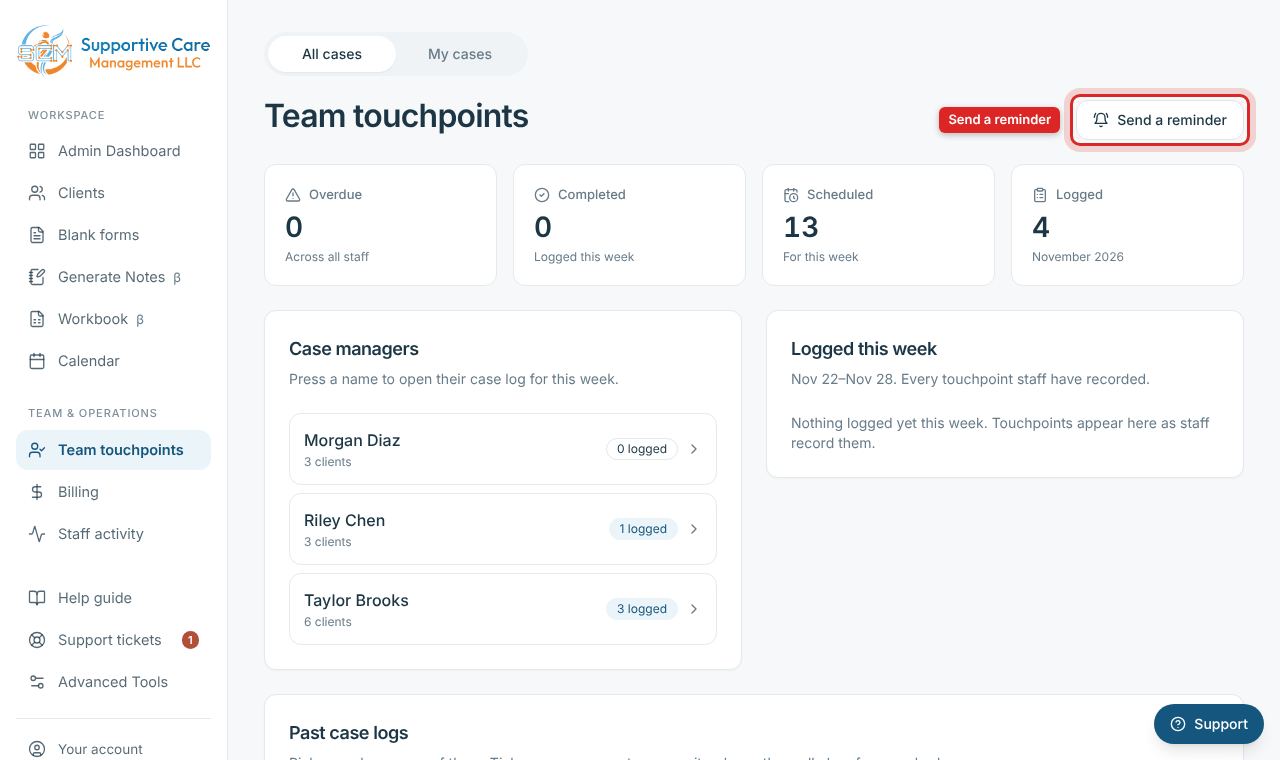 SCM
Supportive Care
Management LLC
WORKSPACE
Admin Dashboard
Clients
Blank forms
Generate Notes β
Workbook β
Calendar
TEAM & OPERATIONS
Team touchpoints
Billing
Staff activity
Help guide
Support tickets 1
Advanced Tools
Your account
All cases My cases
Team touchpoints
Send a reminder Send a reminder
Overdue
0
Across all staff
Completed
0
Logged this week
Scheduled
13
For this week
Logged
4
November 2026
Case managers
Press a name to open their case log for this week.
Morgan Diaz
3 clients
0 logged
Riley Chen
3 clients
1 logged
Taylor Brooks
6 clients
3 logged
Logged this week
Nov 22–Nov 28. Every touchpoint staff have recorded.
Nothing logged yet this week. Touchpoints appear here as staff
record them.
Past case logs
Support